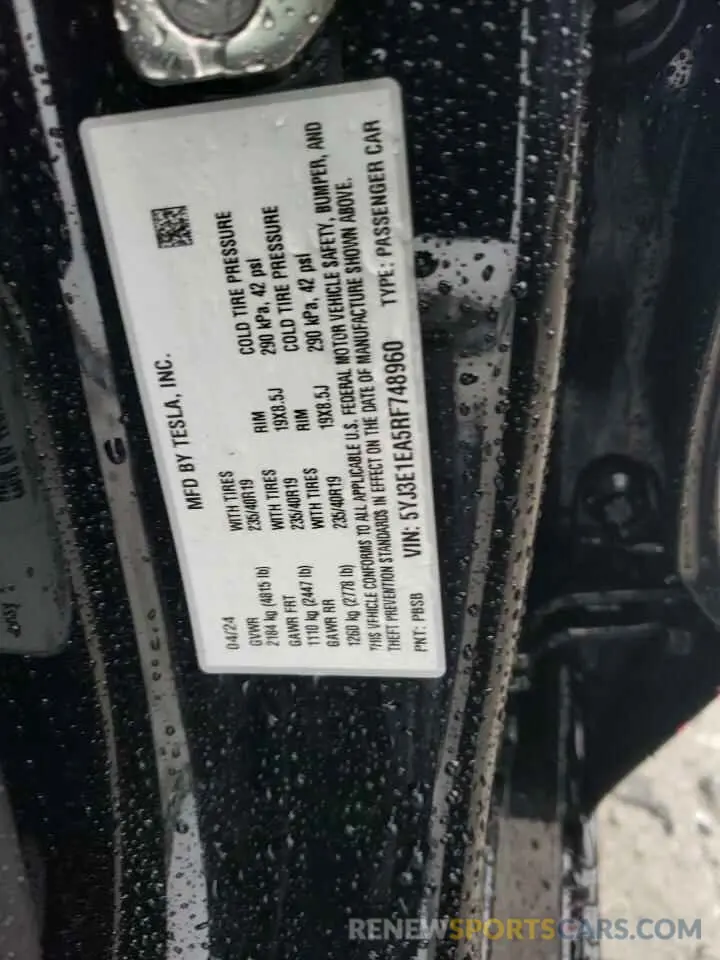 MFD BY TESLA, INC.
04/24
GVWR WITH TIRES RIM COLD TIRE PRESSURE
2184 kg (4815 lb) 235/40R19 19X8.5J 290 kPa, 42 psi
GAWR FRT WITH TIRES RIM COLD TIRE PRESSURE
1110 kg (2447 lb) 235/40R19 19X8.5J 290 kPa, 42 psi
GAWR RR WITH TIRES
1260 kg (2778 lb) 235/40R19
THIS VEHICLE CONFORMS TO ALL APPLICABLE U.S. FEDERAL MOTOR VEHICLE SAFETY, BUMPER, AND
THEFT PREVENTION STANDARDS IN EFFECT ON THE DATE OF MANUFACTURE SHOWN ABOVE.
VIN: 5YJ3E1EA5RF748960 TYPE: PASSENGER CAR
PNT: PBSB
RENEWSPORTSCARS.COM